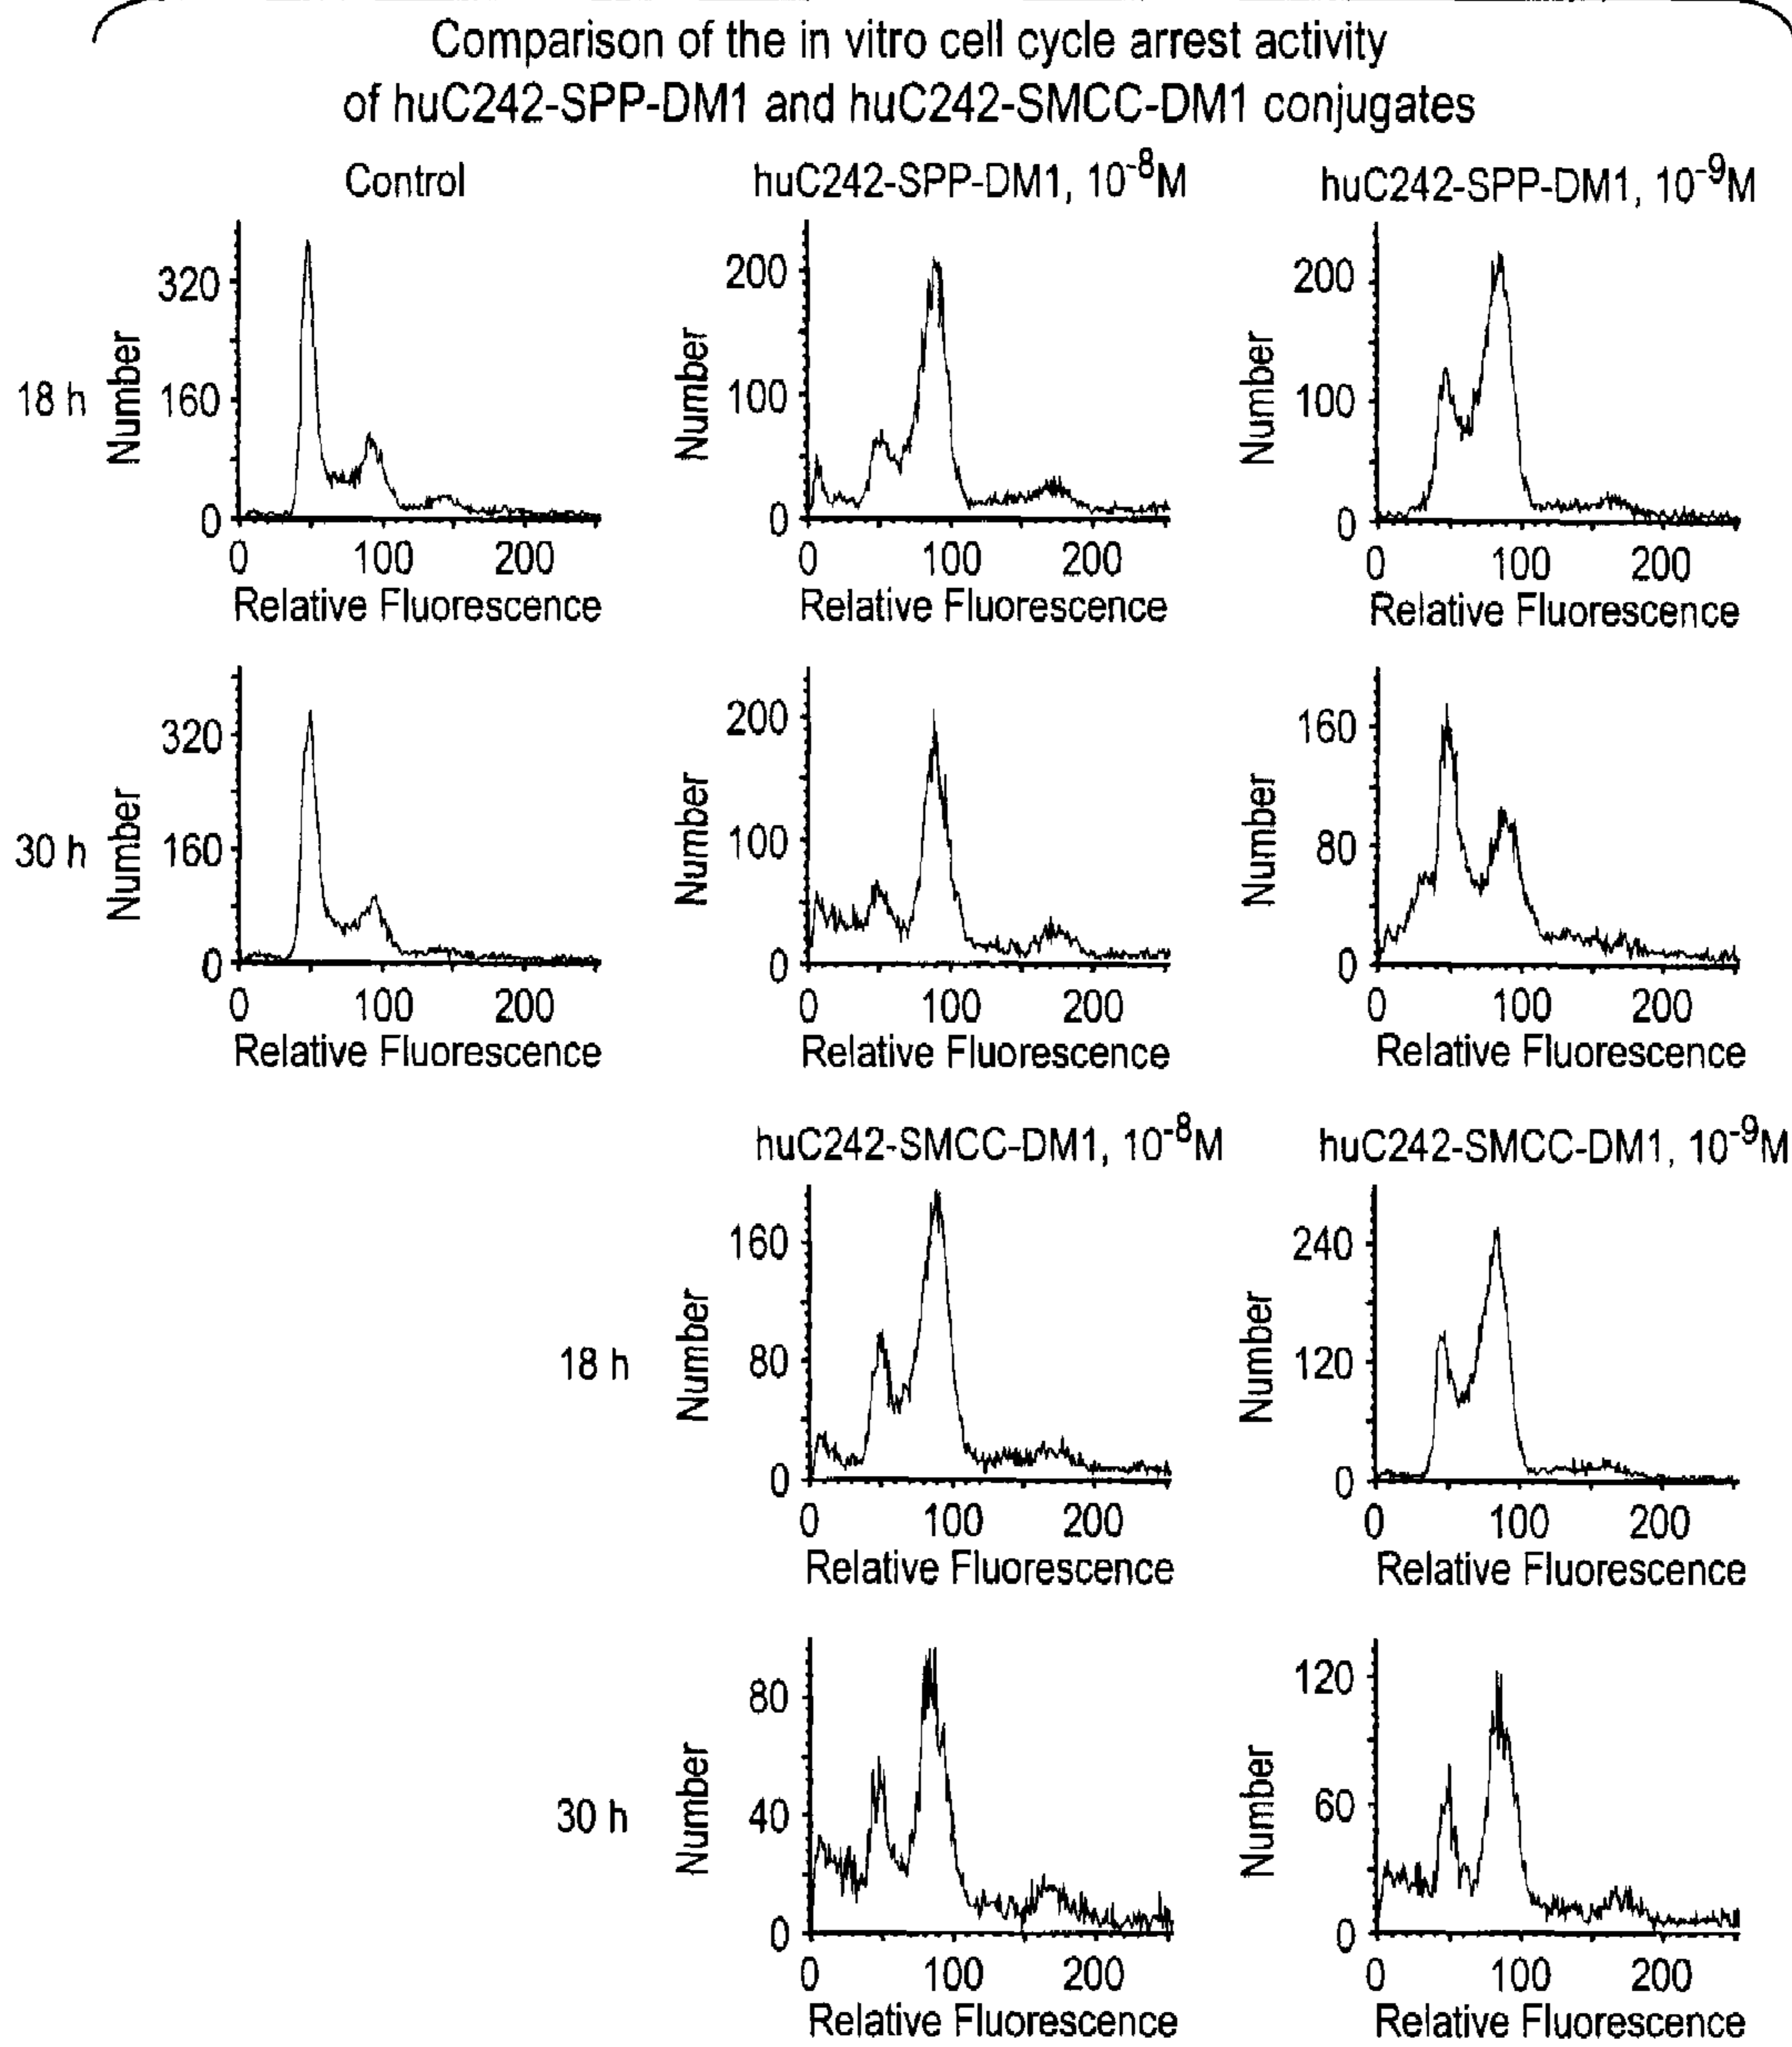 Comparison of the in vitro cell cycle arrest activity
of huC242-SPP-DM1 and huC242-SMCC-DM1 conjugates
Control
huC242-SPP-DM1, 10⁻⁸M
huC242-SPP-DM1, 10⁻⁹M
18 h
Number
320
160
0
0 100 200
Relative Fluorescence
Number
200
100
0
0 100 200
Relative Fluorescence
Number
200
100
0
0 100 200
Relative Fluorescence
30 h
Number
320
160
0
0 100 200
Relative Fluorescence
Number
200
100
0
0 100 200
Relative Fluorescence
Number
160
80
0
0 100 200
Relative Fluorescence
huC242-SMCC-DM1, 10⁻⁸M
huC242-SMCC-DM1, 10⁻⁹M
18 h
Number
160
80
0
0 100 200
Relative Fluorescence
Number
240
120
0
0 100 200
Relative Fluorescence
30 h
Number
80
40
0
0 100 200
Relative Fluorescence
Number
120
60
0
0 100 200
Relative Fluorescence